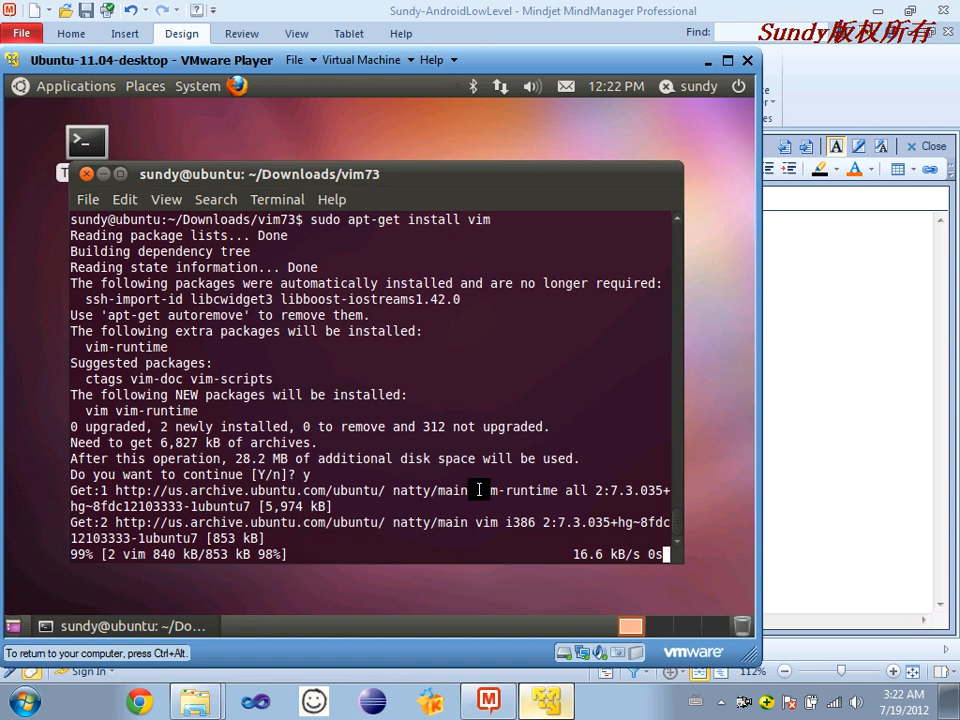 Sundy-AndroidLowLevel - Mindjet MindManager Professional
File Home Insert Design Review View Tablet Help Find:
Sundy版权所有
Ubuntu-11.04-desktop - VMware Player File Virtual Machine Help
Applications Places System 12:22 PM sundy
Close
sundy@ubuntu: ~/Downloads/vim73
File Edit View Search Terminal Help
sundy@ubuntu:~/Downloads/vim73$ sudo apt-get install vim
Reading package lists... Done
Building dependency tree
Reading state information... Done
The following packages were automatically installed and are no longer required:
ssh-import-id libcwidget3 libboost-iostreams1.42.0
Use 'apt-get autoremove' to remove them.
The following extra packages will be installed:
vim-runtime
Suggested packages:
ctags vim-doc vim-scripts
The following NEW packages will be installed:
vim vim-runtime
0 upgraded, 2 newly installed, 0 to remove and 312 not upgraded.
Need to get 6,827 kB of archives.
After this operation, 28.2 MB of additional disk space will be used.
Do you want to continue [Y/n]? y
Get:1 http://us.archive.ubuntu.com/ubuntu/ natty/main m-runtime all 2:7.3.035+
hg~8fdc12103333-1ubuntu7 [5,974 kB]
Get:2 http://us.archive.ubuntu.com/ubuntu/ natty/main vim i386 2:7.3.035+hg~8fdc
12103333-1ubuntu7 [853 kB]
99% [2 vim 840 kB/853 kB 98%] 16.6 kB/s 0s
sundy@ubuntu: ~/Do...
To return to your computer, press Ctrl+Alt.
vmware
Sign In 112%
3:22 AM
7/19/2012